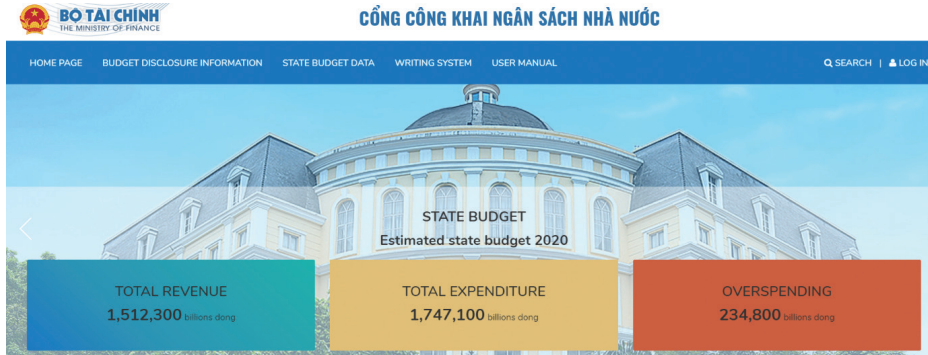 BỘ TÀI CHÍNH
THE MINISTRY OF FINANCE
CỔNG CÔNG KHAI NGÂN SÁCH NHÀ NƯỚC
HOME PAGE BUDGET DISCLOSURE INFORMATION STATE BUDGET DATA WRITING SYSTEM USER MANUAL SEARCH | LOG IN
STATE BUDGET
Estimated state budget 2020
TOTAL REVENUE
1,512,300 billions dong
TOTAL EXPENDITURE
1,747,100 billions dong
OVERSPENDING
234,800 billions dong